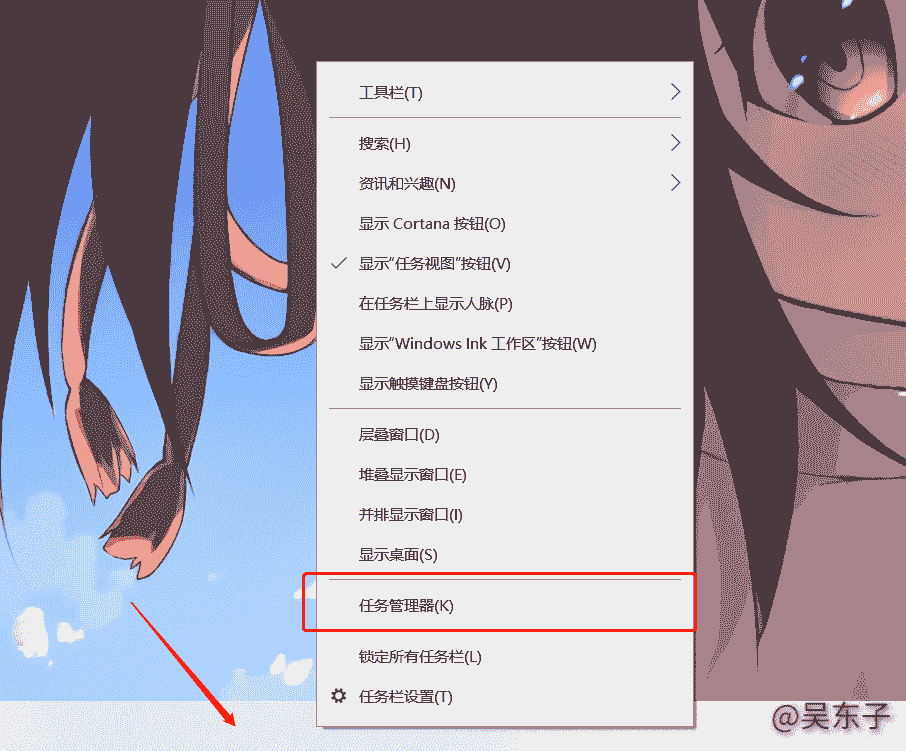 工具栏(T)
搜索(H)
资讯和兴趣(N)
显示 Cortana 按钮(O)
显示“任务视图”按钮(V)
在任务栏上显示人脉(P)
显示“Windows Ink 工作区”按钮(W)
显示触摸键盘按钮(Y)
层叠窗口(D)
堆叠显示窗口(E)
并排显示窗口(I)
显示桌面(S)
任务管理器(K)
锁定所有任务栏(L)
任务栏设置(T)
@吴东子